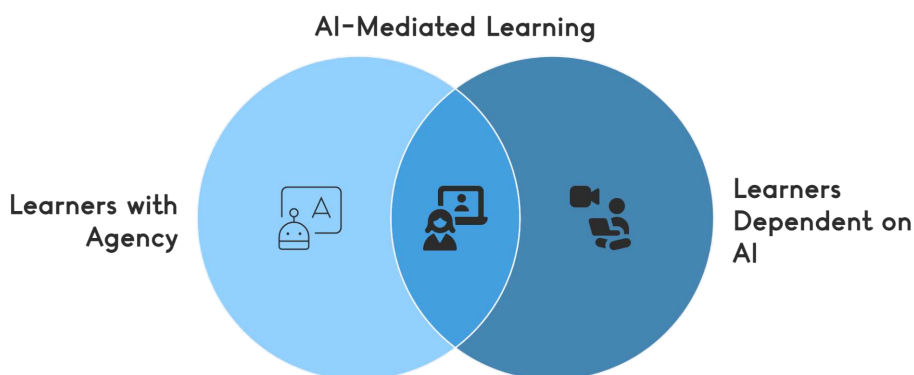 AI-Mediated Learning
Learners with
Agency
A
Learners
Dependent on
AI